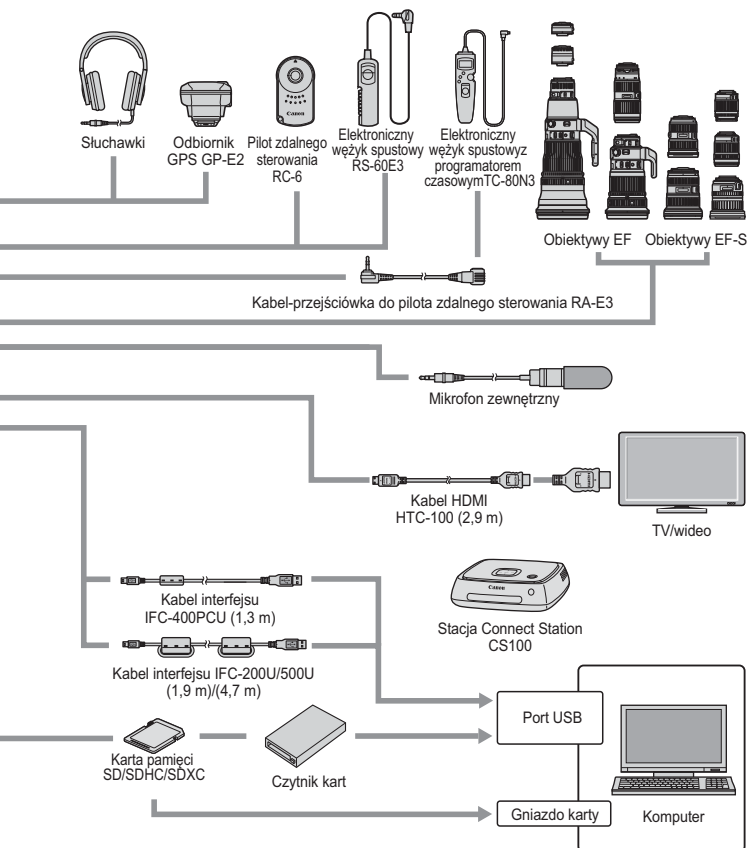 Canon
Słuchawki
Odbiornik
GPS GP-E2
Pilot zdalnego
sterowania
RC-6
Elektroniczny
wężyk spustowy
RS-60E3
Elektroniczny
wężyk spustowyz
programatorem
czasowymTC-80N3
Obiektywy EF
Obiektywy EF-S
Kabel-przejściówka do pilota zdalnego sterowania RA-E3
Mikrofon zewnętrzny
Kabel HDMI
HTC-100 (2,9 m)
TV/wideo
Kabel interfejsu
IFC-400PCU (1,3 m)
Canon
Stacja Connect Station
CS100
Kabel interfejsu IFC-200U/500U
(1,9 m)/(4,7 m)
Port USB
Karta pamięci
SD/SDHC/SDXC
Czytnik kart
Gniazdo karty
Komputer